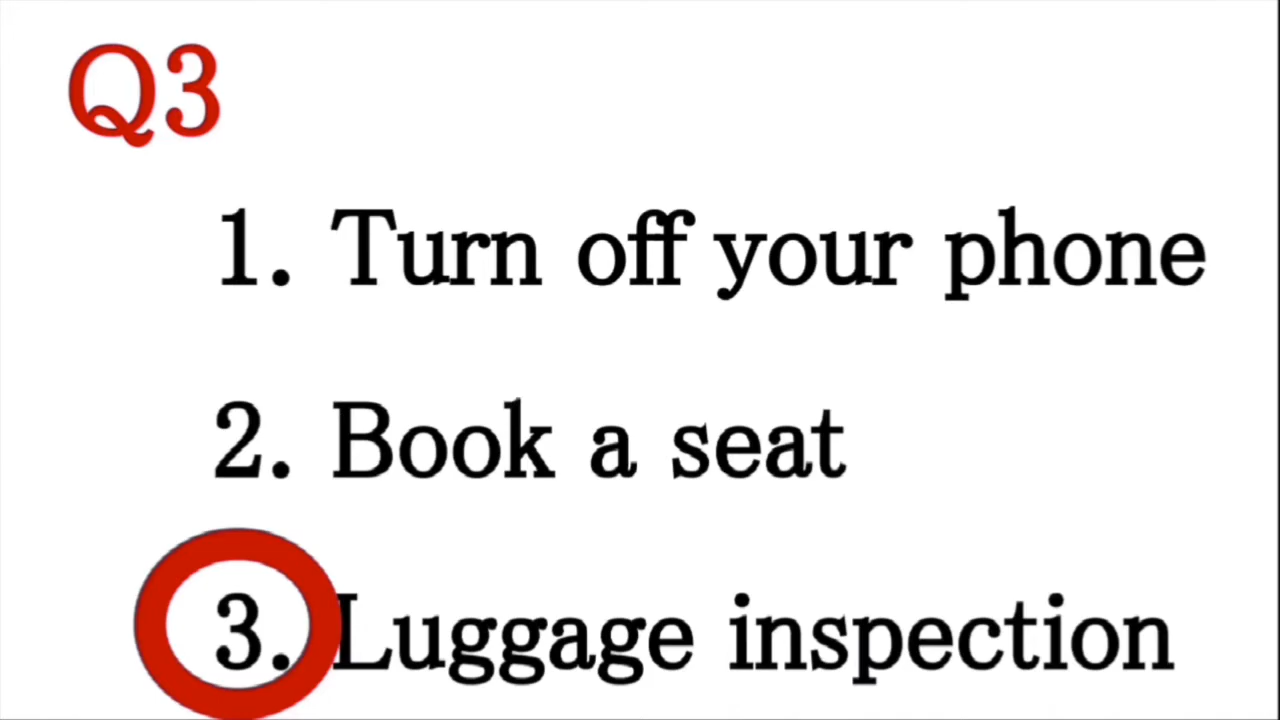 Q3
1. Turn off your phone
2. Book a seat
3. Luggage inspection